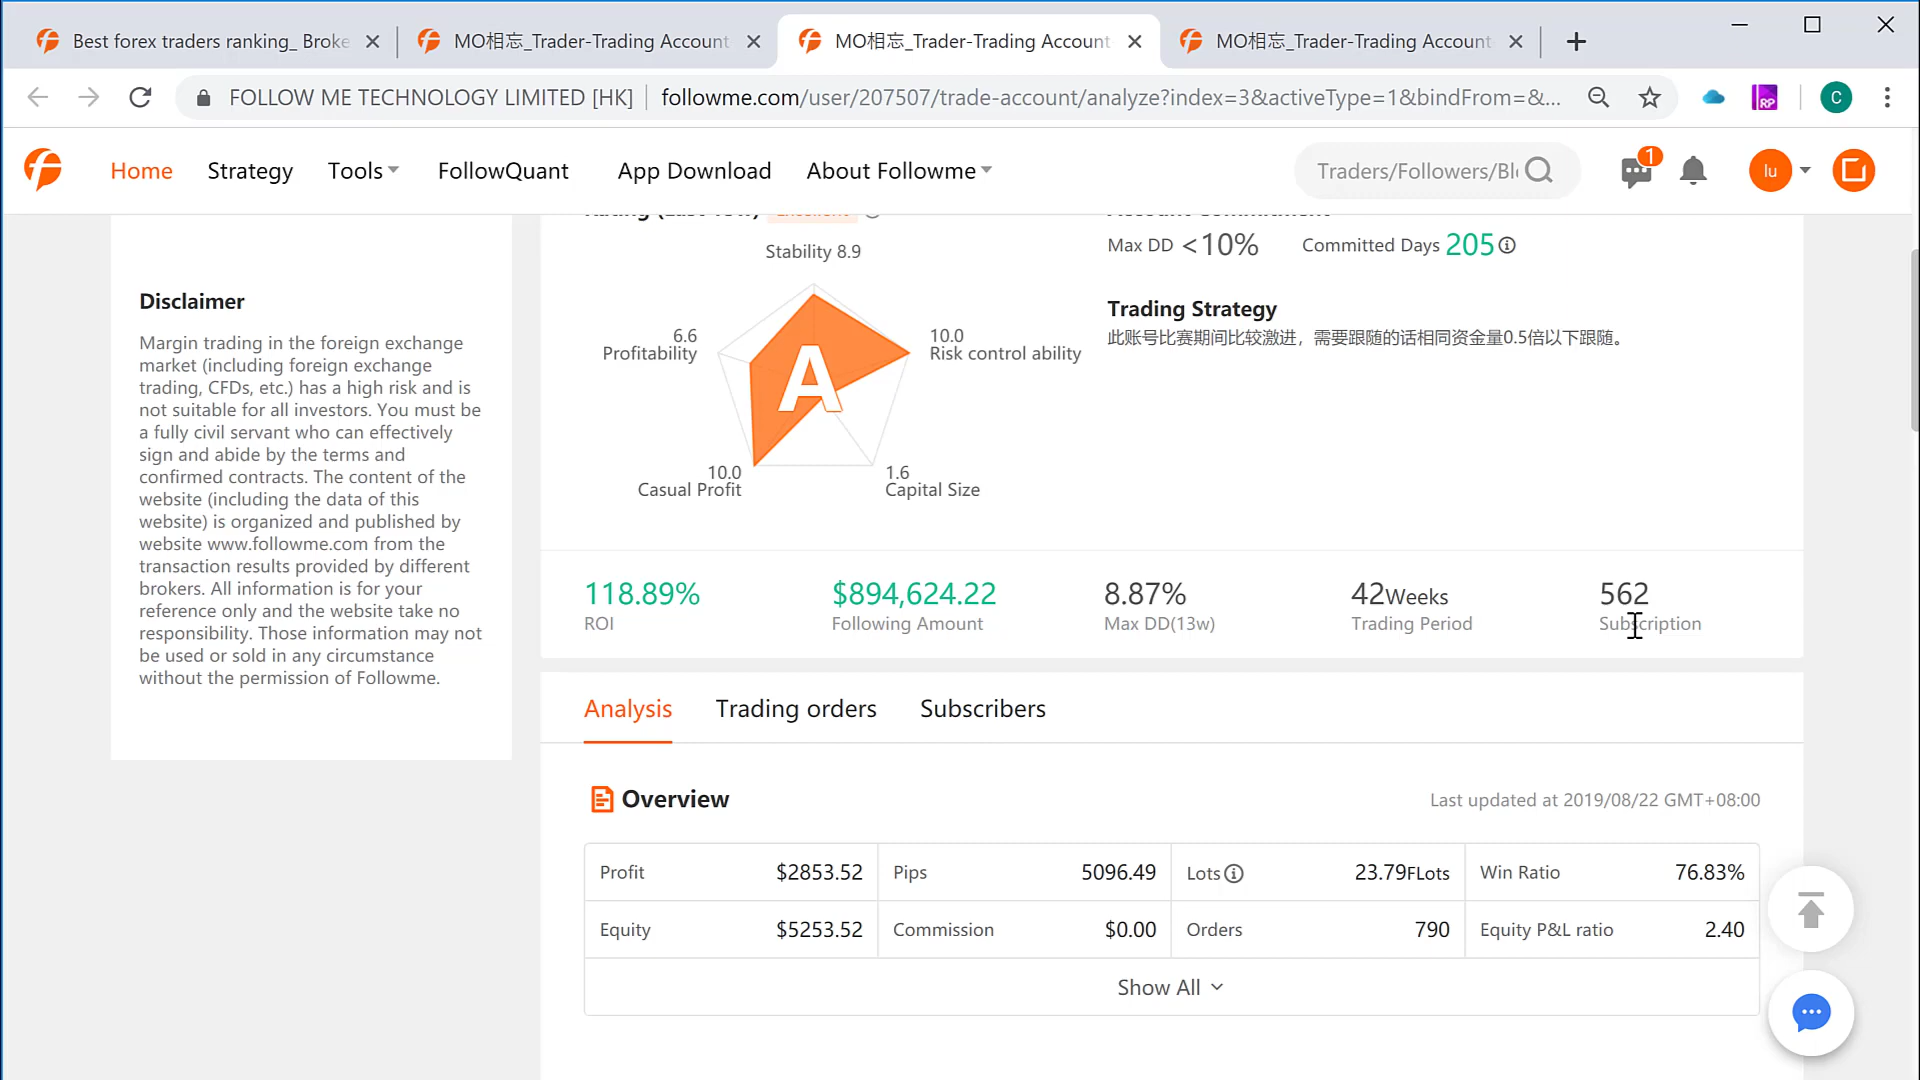 Best forex traders ranking_ Broke
MO相忘_Trader-Trading Account
MO相忘_Trader-Trading Account
MO相忘_Trader-Trading Account
FOLLOW ME TECHNOLOGY LIMITED [HK]
followme.com/user/207507/trade-account/analyze?index=3&activeType=1&bindFrom=&...
RP
C
Home
Strategy
Tools
FollowQuant
App Download
About Followme
Traders/Followers/Bl
1
lu
Max DD <10%
Committed Days 205
Stability 8.9
Disclaimer
Margin trading in the foreign exchange
market (including foreign exchange
trading, CFDs, etc.) has a high risk and is
not suitable for all investors. You must be
a fully civil servant who can effectively
sign and abide by the terms and
confirmed contracts. The content of the
website (including the data of this
website) is organized and published by
website www.followme.com from the
transaction results provided by different
brokers. All information is for your
reference only and the website take no
responsibility. Those information may not
be used or sold in any circumstance
without the permission of Followme.
6.6
Profitability
10.0
Risk control ability
A
10.0
Casual Profit
1.6
Capital Size
Trading Strategy
此账号比赛期间比较激进，需要跟随的话相同资金量0.5倍以下跟随。
118.89%
ROI
$894,624.22
Following Amount
8.87%
Max DD(13w)
42Weeks
Trading Period
562
Subscription
Analysis
Trading orders
Subscribers
Overview
Last updated at 2019/08/22 GMT+08:00
Profit $2853.52
Pips 5096.49
Lots 23.79FLots
Win Ratio 76.83%
Equity $5253.52
Commission $0.00
Orders 790
Equity P&L ratio 2.40
Show All